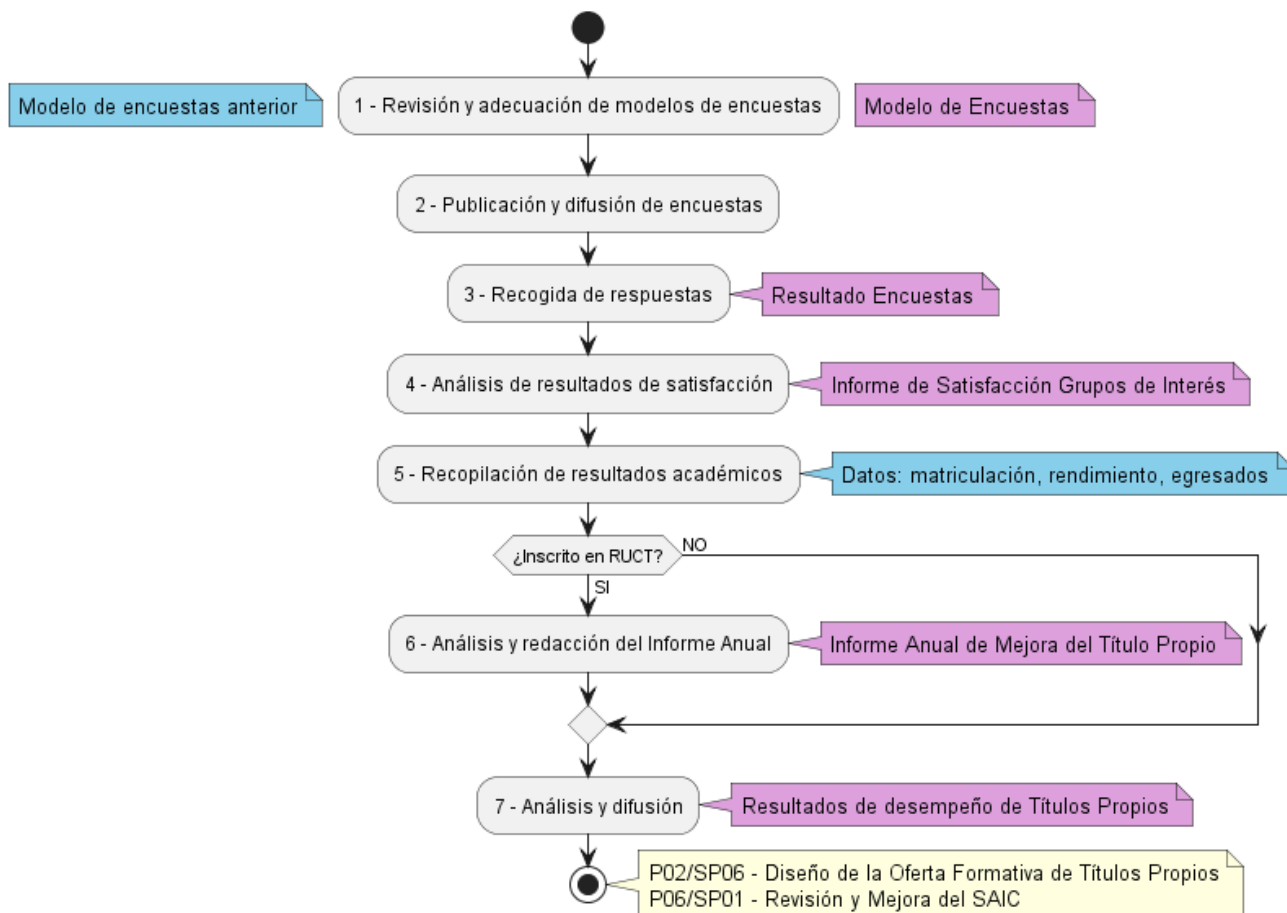 Modelo de encuestas anterior
1 - Revisión y adecuación de modelos de encuestas
Modelo de Encuestas
2 - Publicación y difusión de encuestas
3 - Recogida de respuestas
Resultado Encuestas
4 - Análisis de resultados de satisfacción
Informe de Satisfacción Grupos de Interés
5 - Recopilación de resultados académicos
Datos: matriculación, rendimiento, egresados
¿Inscrito en RUCT?
NO
SI
6 - Análisis y redacción del Informe Anual
Informe Anual de Mejora del Título Propio
7 - Análisis y difusión
Resultados de desempeño de Títulos Propios
P02/SP06 - Diseño de la Oferta Formativa de Títulos Propios
P06/SP01 - Revisión y Mejora del SAIC